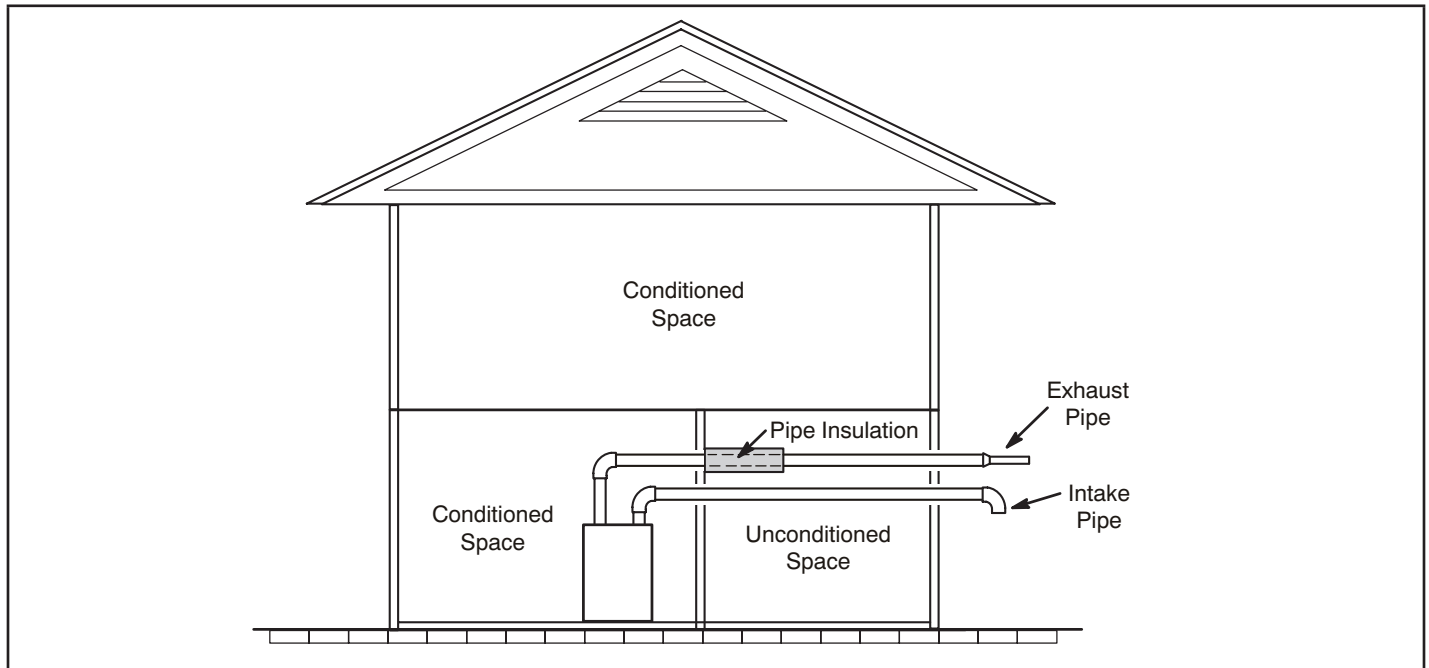 Conditioned
Space
Exhaust
Pipe
Pipe Insulation
Intake
Pipe
Conditioned
Space
Unconditioned
Space